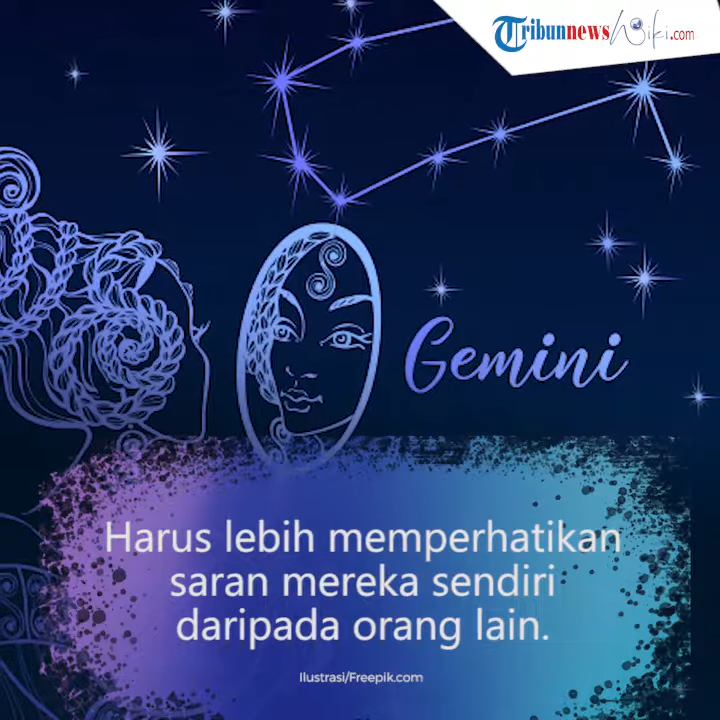 TribunnewsWiki.com
Gemini
Harus lebih memperhatikan
saran mereka sendiri
daripada orang lain.
Ilustrasi/Freepik.com